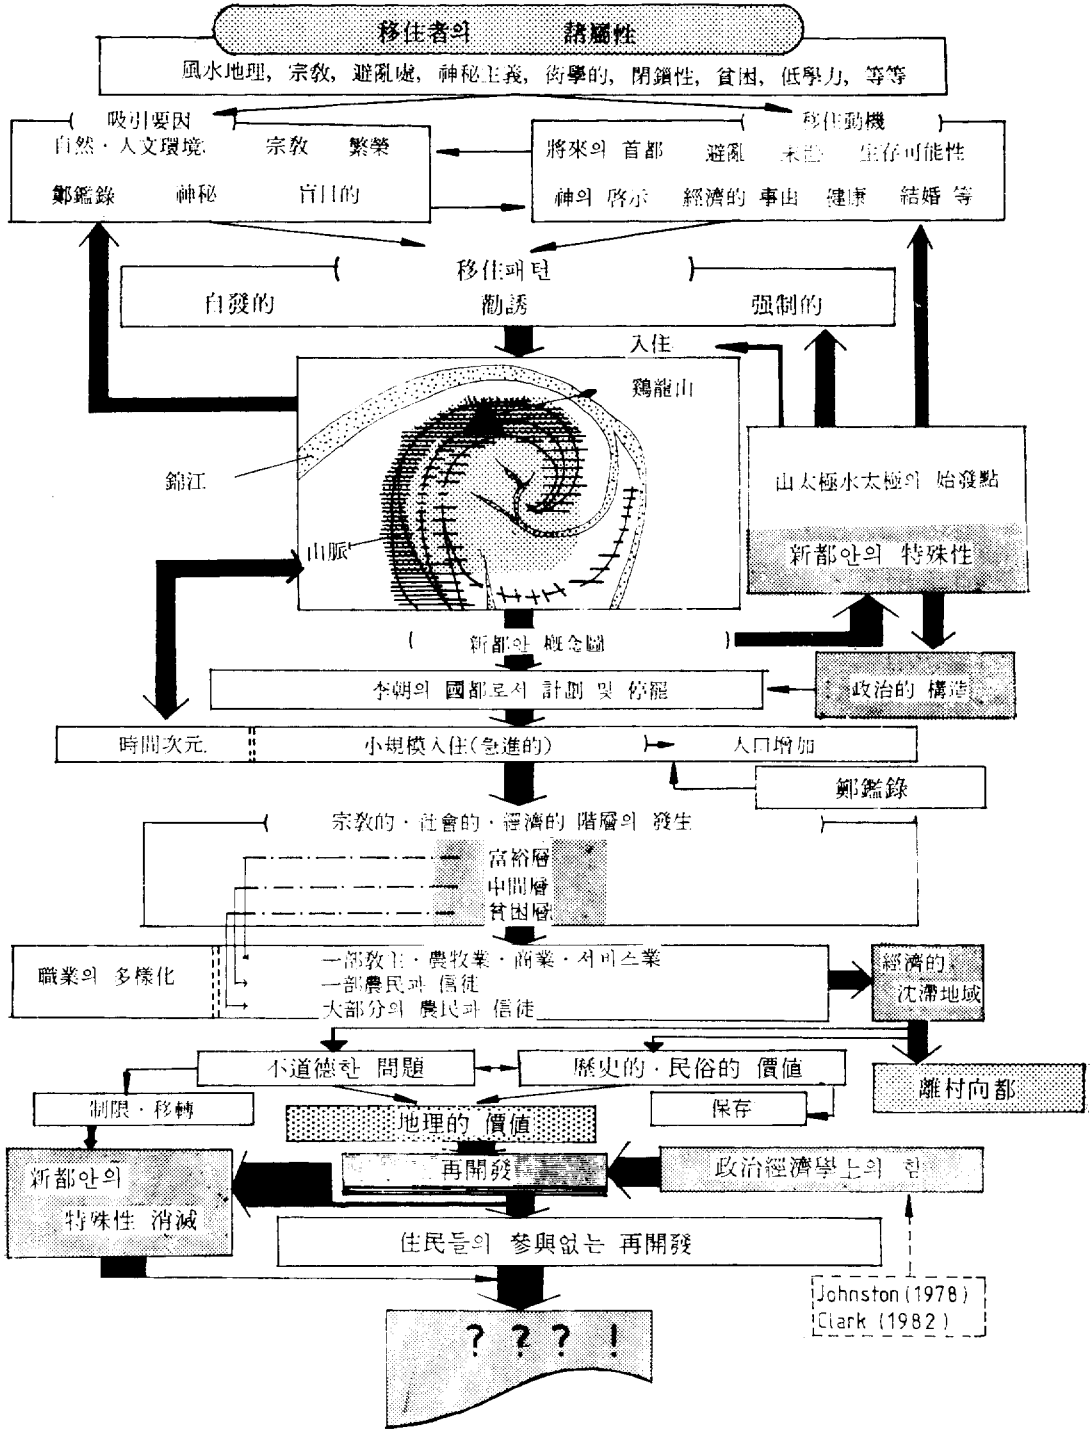 移住者의 諸屬性
風水地理, 宗教, 避亂處, 神秘主義, 衒學的, 閉鎖性, 貧困, 低學力, 等等
吸引要因
自然・人文環境 宗教 繁榮
鄭鑑錄 神秘 盲目的
移住動機
將來의 首都 避亂 生存可能性
神의 啓示 經濟的 事由 健康 結婚 等
移住패턴
自發的 勸誘 强制的
入住
鷄龍山
錦江
山脈
山太極水太極의 始發點
新都안의 特殊性
新都안 概念圖
政治的 構造
李朝의 國都로서 計劃 및 停罷
時間次元 小規模入住(急進的) 人口增加
鄭鑑錄
宗教的・社會的・經濟的 階層의 發生
富裕層
中間層
貧困層
職業의 多樣化
一部教主・農牧業・商業・서비스業
一部農民과 信徒
大部分의 農民과 信徒
經濟的
沈滯地域
不道德한 問題 歷史的・民俗的 價値
離村向都
制限・移轉 保存
地理的 價値
再開發
政治經濟學上의 한
新都안의
特殊性 消滅
住民들의 參與없는 再開發
Johnston(1978)
Clark (1982)
? ? ? !